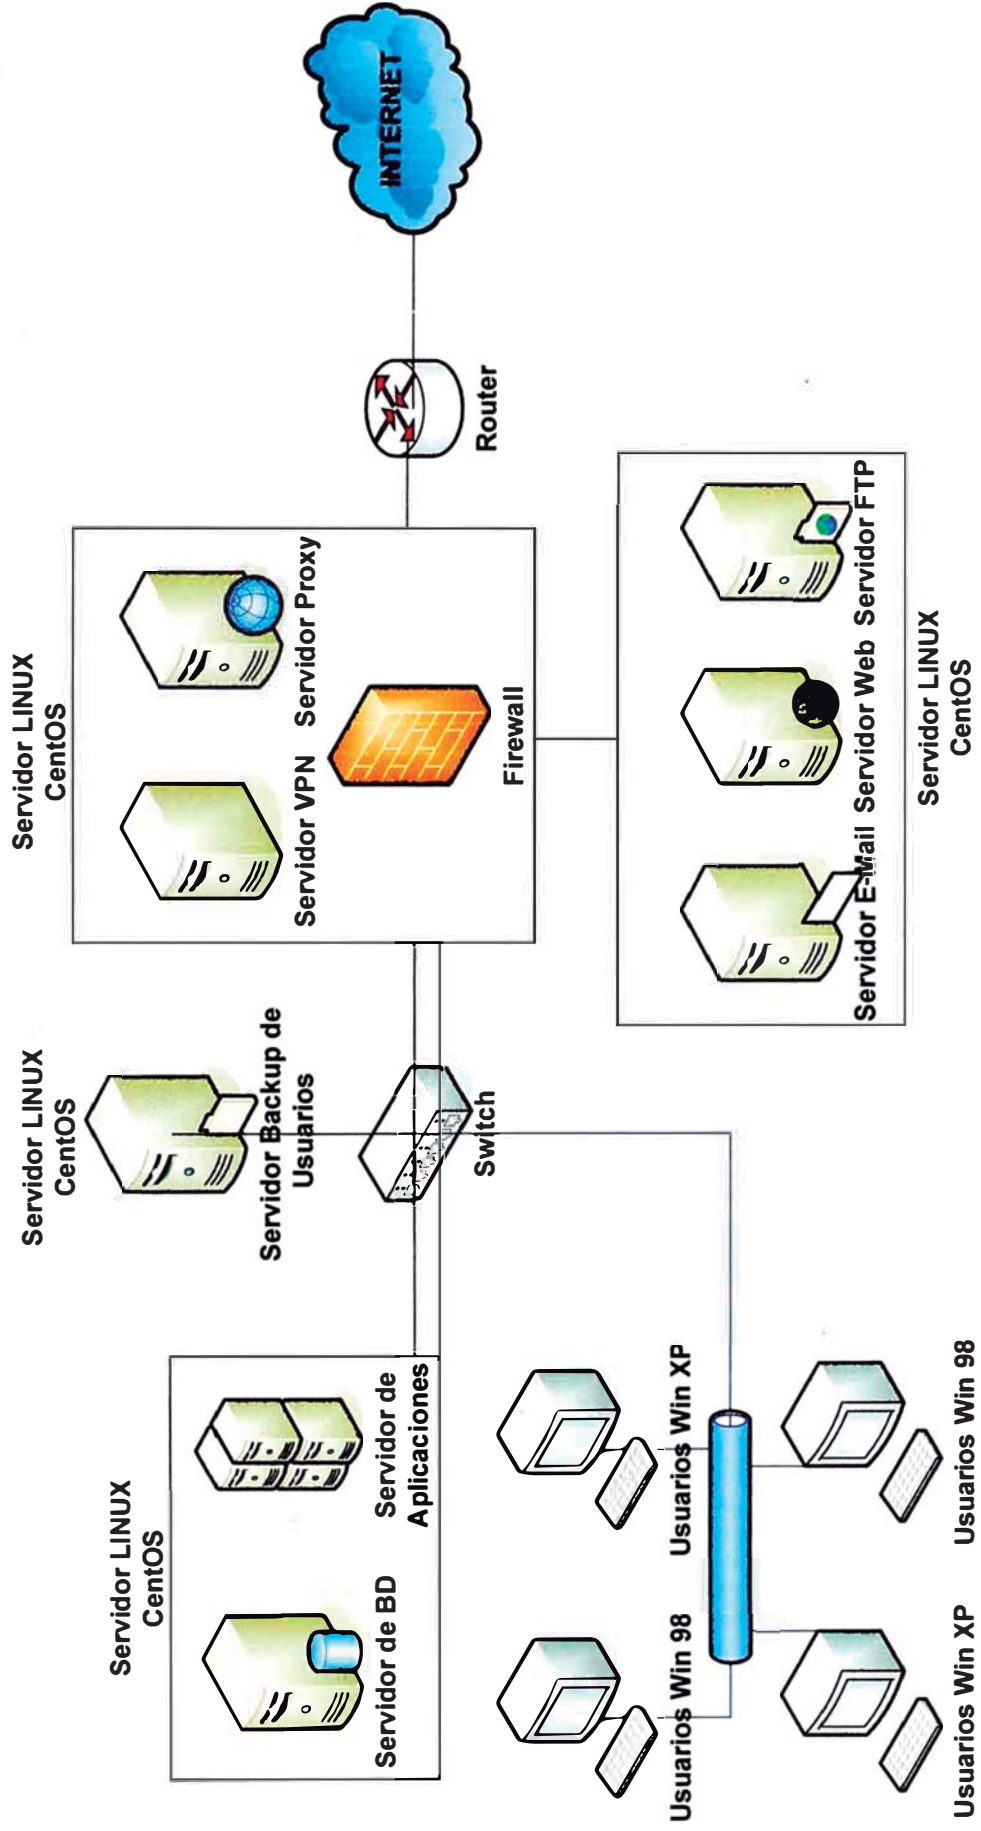 Servidor LINUX
CentOS
Servidor de BD
Servidor de
Aplicaciones
Servidor LINUX
CentOS
Servidor Backup de
Usuarios
Switch
Servidor LINUX
CentOS
Servidor VPN
Servidor Proxy
Firewall
Router
INTERNET
Usuarios Win 98
Usuarios Win XP
Usuarios Win XP
Usuarios Win 98
Servidor E-Mail
Servidor Web
Servidor FTP
Servidor LINUX
CentOS